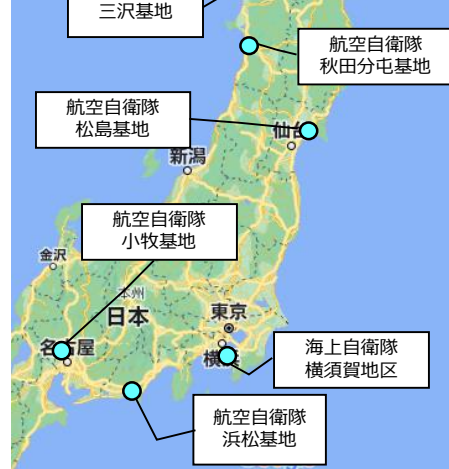 三沢基地
航空自衛隊
秋田分屯基地
航空自衛隊
松島基地
仙台
新潟
航空自衛隊
小牧基地
金沢
本州
日本
東京
名古屋
横浜
海上自衛隊
横須賀地区
航空自衛隊
浜松基地